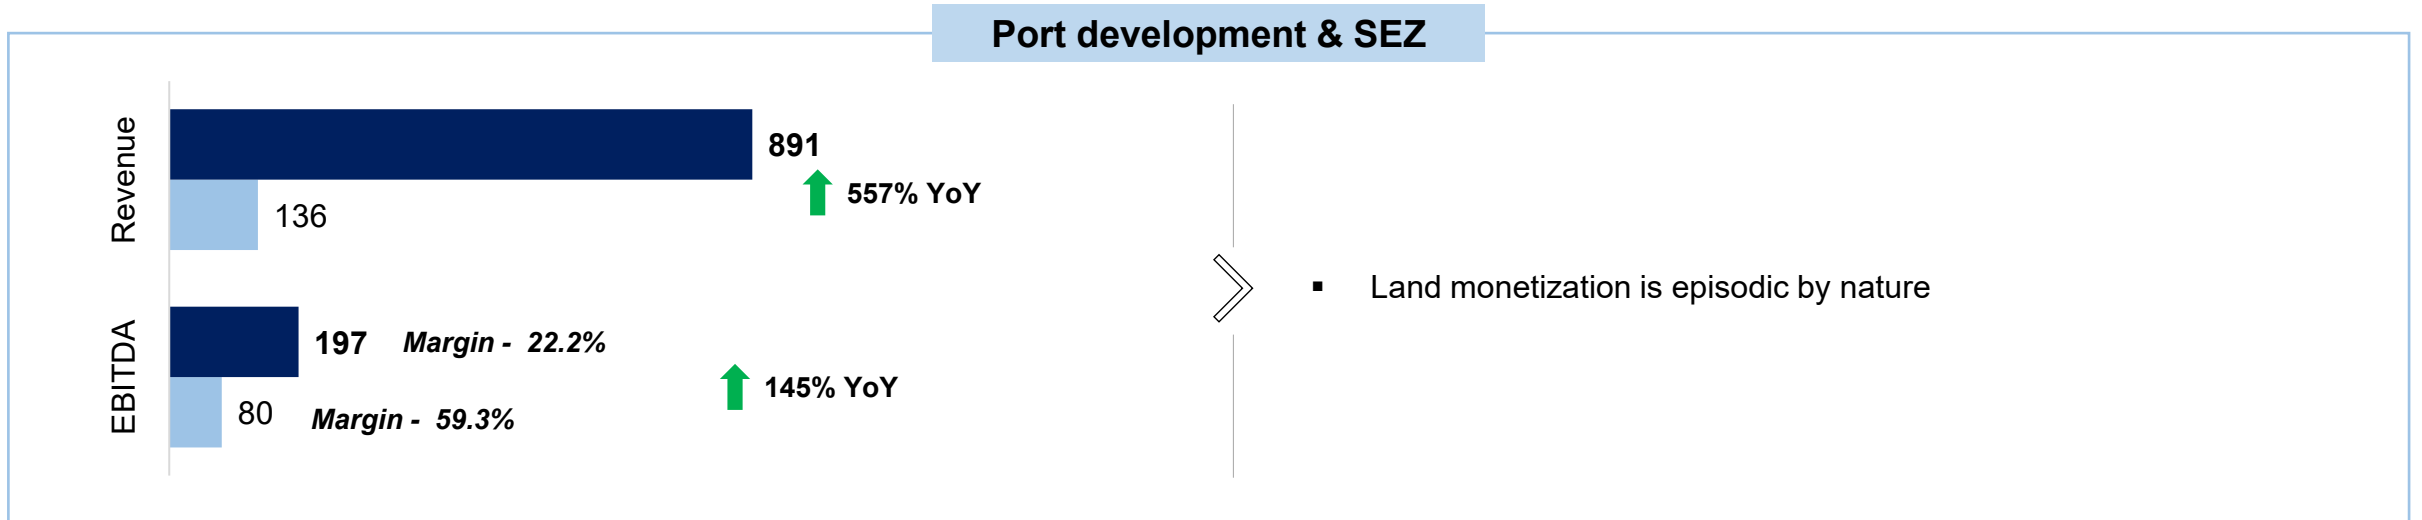 Port development & SEZ
Revenue
891
557% YoY
136
EBITDA
197 Margin - 22.2%
145% YoY
80 Margin - 59.3%
▪ Land monetization is episodic by nature